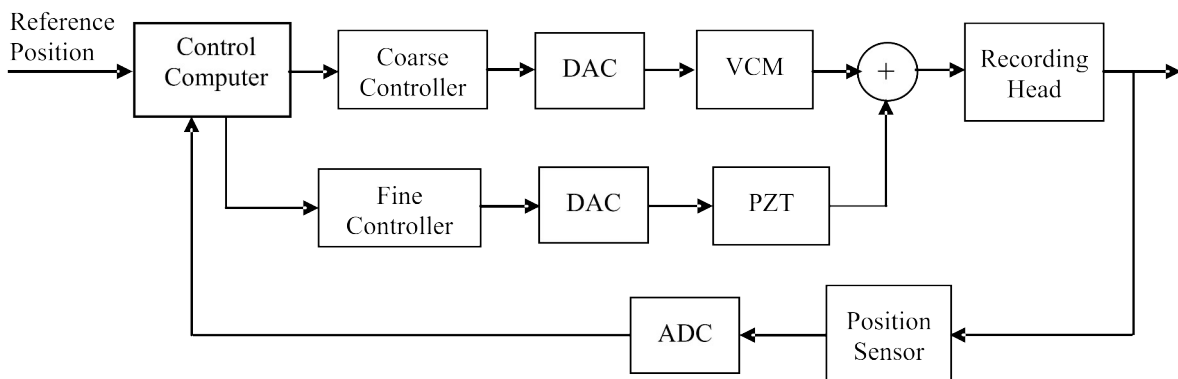 Reference
Position
Control
Computer
Coarse
Controller
DAC
VCM
+
Recording
Head
Fine
Controller
DAC
PZT
ADC
Position
Sensor